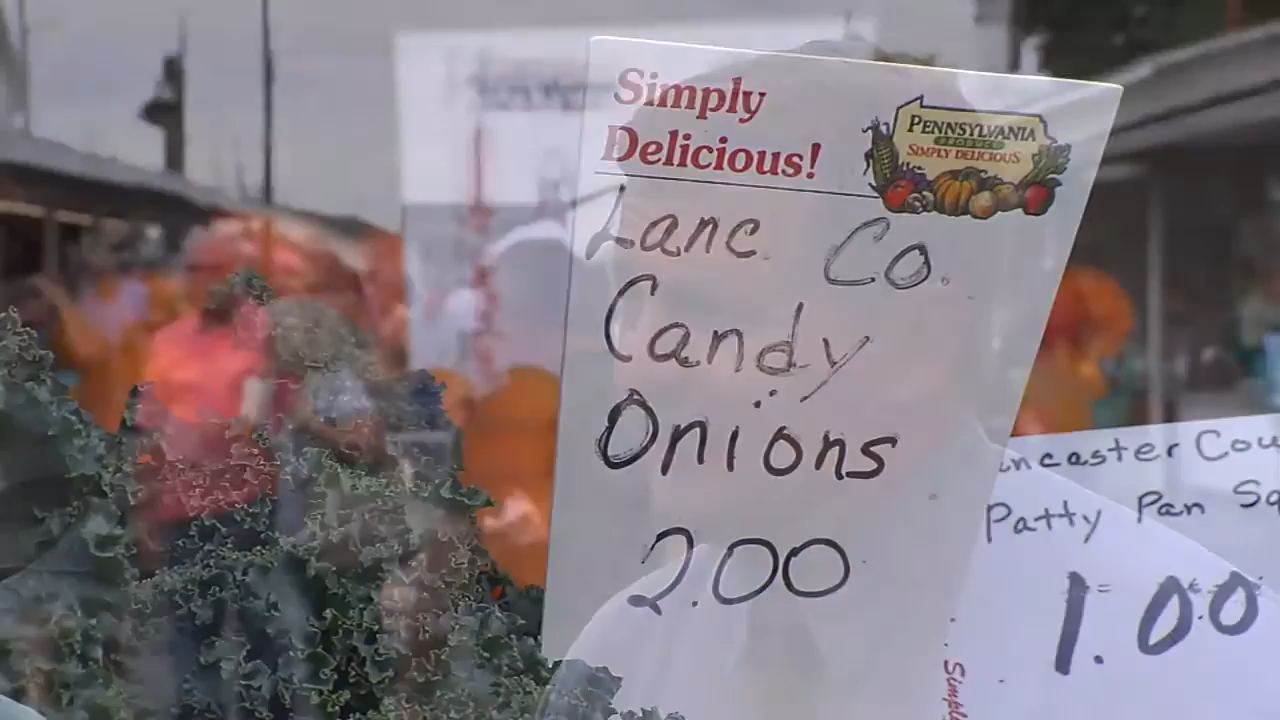 Simply
Delicious!
PENNSYLVANIA
PRODUCE
SIMPLY DELICIOUS
Lanc. Co.
Candy
Onions
2.00
ncaster Cou
Patty Pan Sq
1.00
Simply